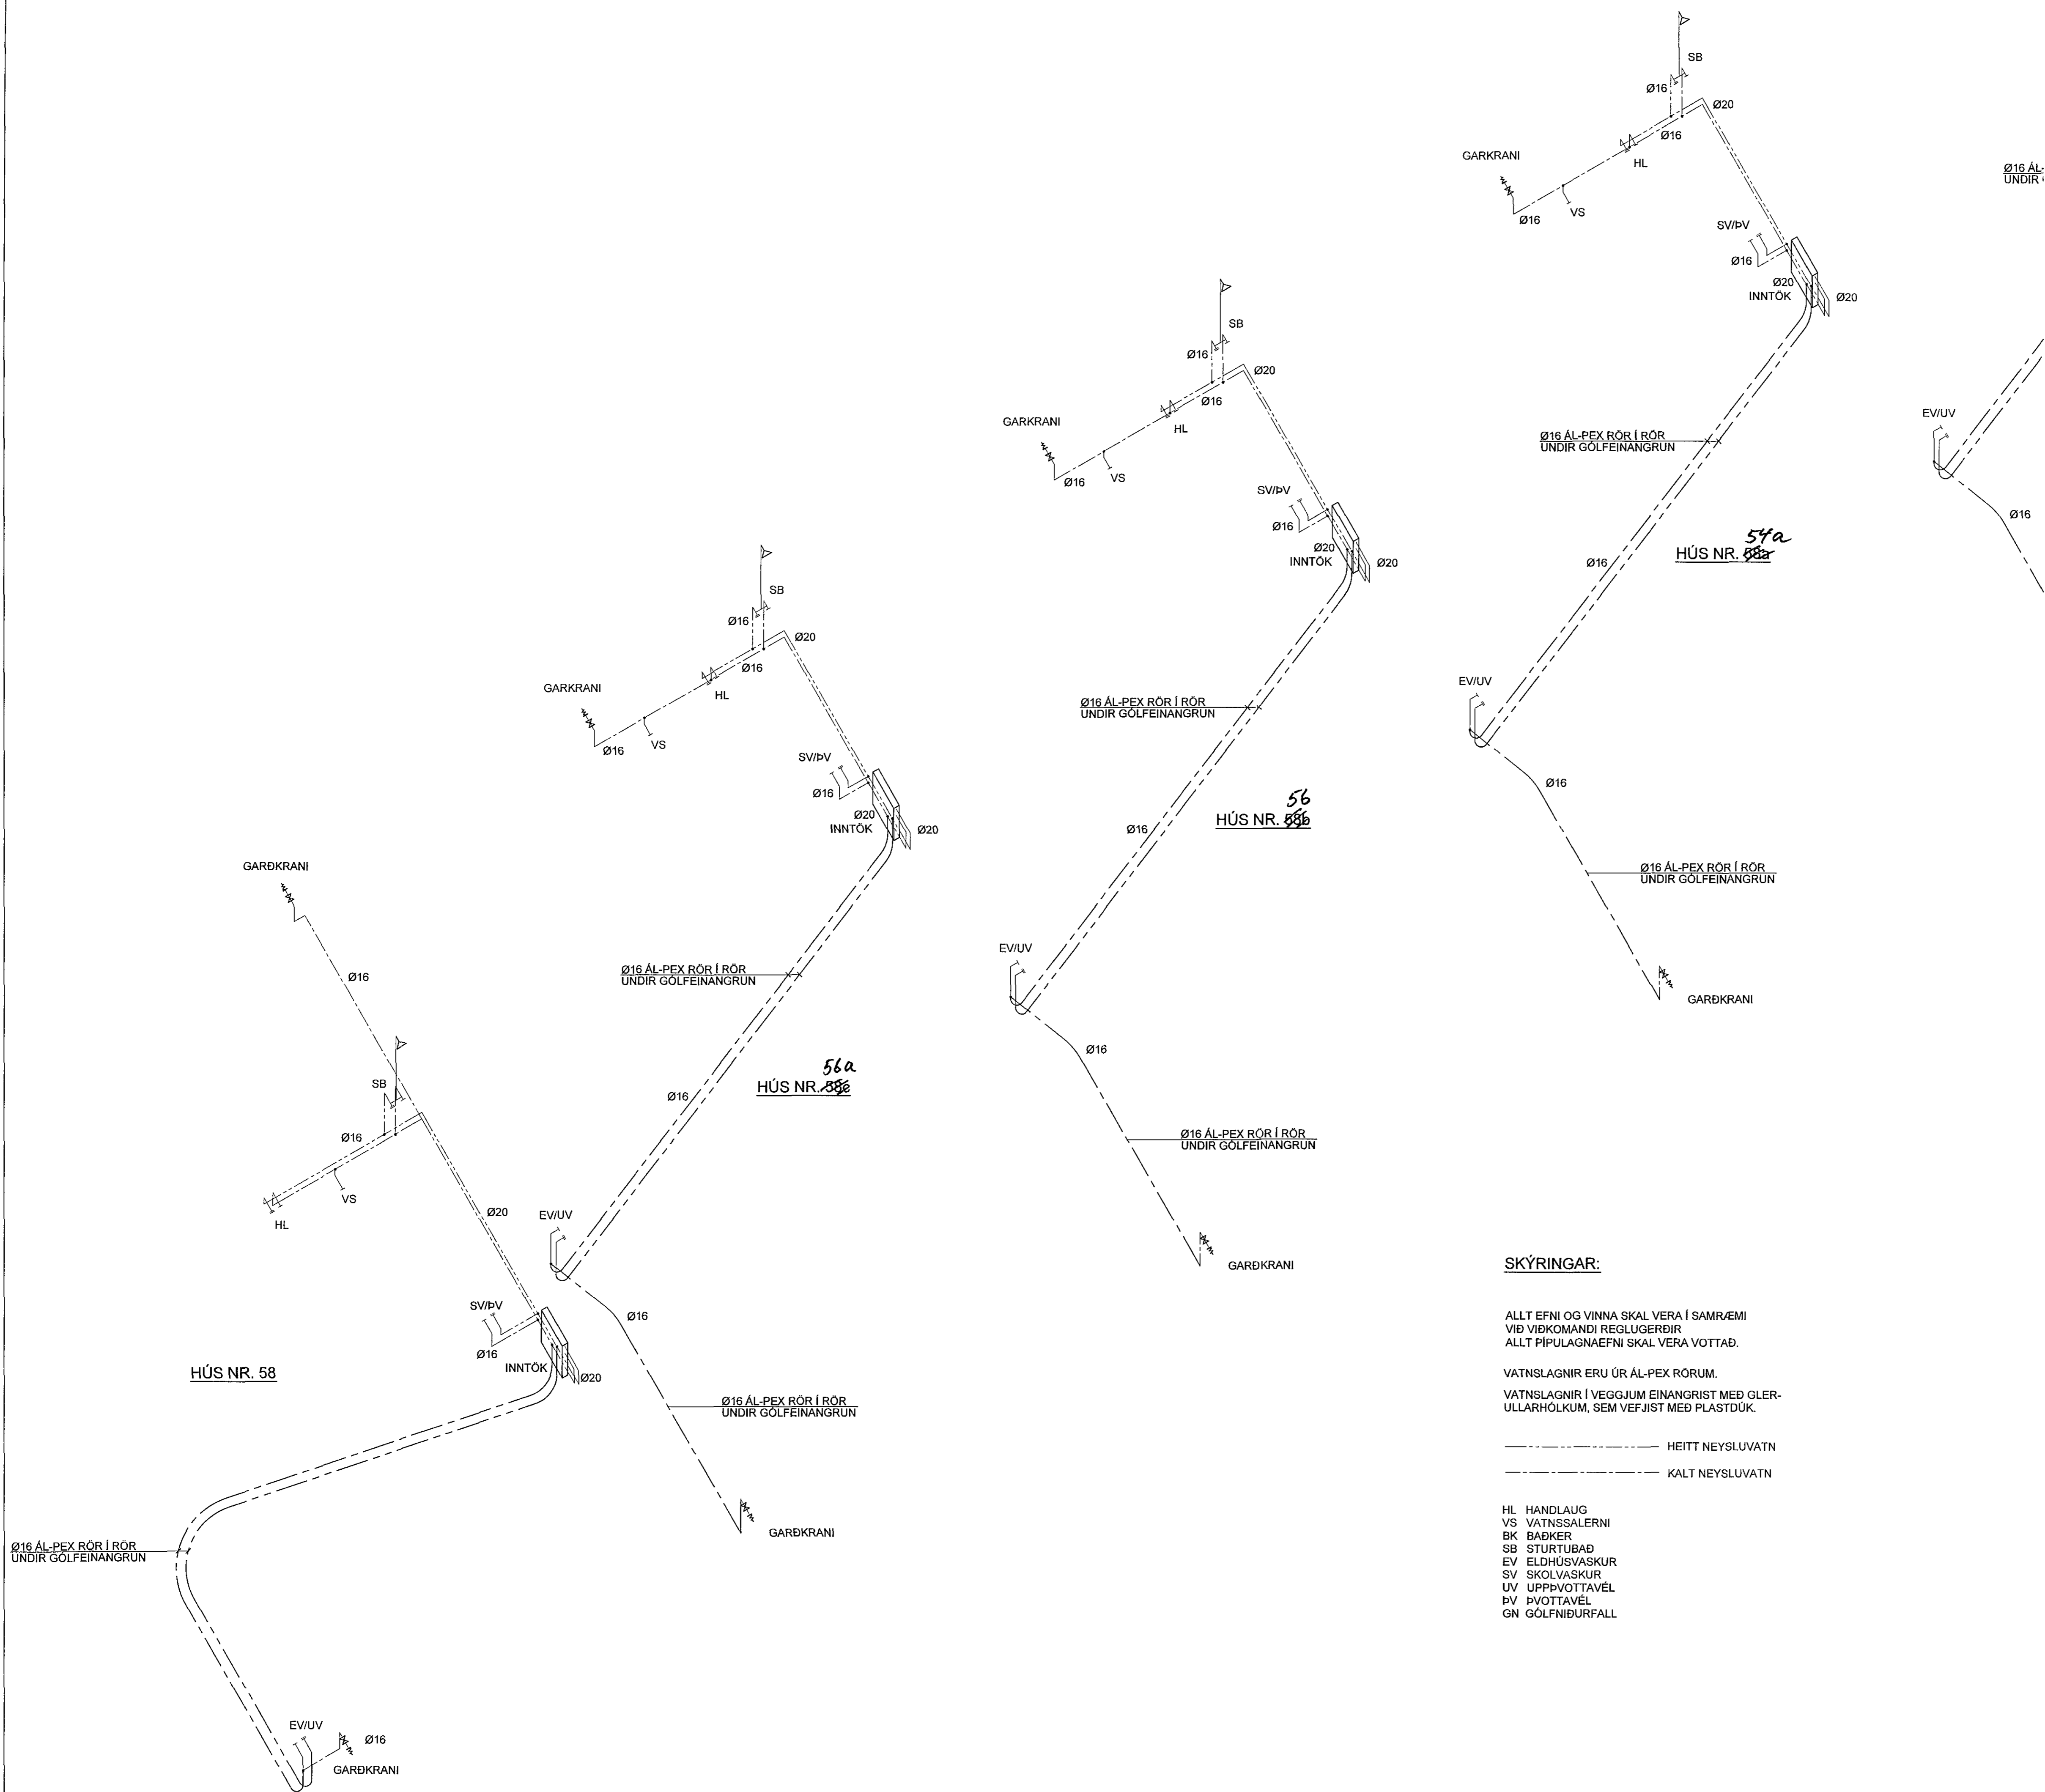 SB
Ø16
Ø20
Ø16
HL
GARKRANI
VS
Ø16
SV/ÞV
Ø16
Ø20
INNTÖK
Ø20
Ø16 ÁL-PEX RÖR Í RÖR
UNDIR GÓLFEINANGRUN
54a
HÚS NR.
Ø16
EV/UV
Ø16
Ø16 ÁL-PEX RÖR Í RÖR
UNDIR GÓLFEINANGRUN
GARÐKRANI
Ø16 ÁL-
UNDIR
EV/UV
Ø16
SB
Ø16
Ø20
Ø16
HL
GARKRANI
VS
Ø16
SV/ÞV
Ø16
Ø20
INNTÖK
Ø20
Ø16 ÁL-PEX RÖR Í RÖR
UNDIR GÓLFEINANGRUN
56
HÚS NR. 58b
Ø16
EV/UV
Ø16
Ø16 ÁL-PEX RÖR Í RÖR
UNDIR GÓLFEINANGRUN
GARÐKRANI
SB
Ø16
Ø20
Ø16
HL
GARKRANI
VS
Ø16
SV/ÞV
Ø16
Ø20
INNTÖK
Ø20
Ø16 ÁL-PEX RÖR Í RÖR
UNDIR GÓLFEINANGRUN
56a
HÚS NR.
Ø16
EV/UV
Ø16
Ø16 ÁL-PEX RÖR Í RÖR
UNDIR GÓLFEINANGRUN
GARÐKRANI
GARÐKRANI
Ø16
SB
Ø16
VS
HL
Ø20
SV/ÞV
Ø16
INNTÖK
Ø20
HÚS NR. 58
Ø16 ÁL-PEX RÖR Í RÖR
UNDIR GÓLFEINANGRUN
EV/UV
Ø16
GARÐKRANI
SKÝRINGAR:
ALLT EFNI OG VINNA SKAL VERA Í SAMRÆMI
VIÐ VIÐKOMANDI REGLUGERÐIR
ALLT PÍPULAGNAEFNI SKAL VERA VOTTAÐ.
VATNSLAGNIR ERU ÚR ÁL-PEX RÖRUM.
VATNSLAGNIR Í VEGGJUM EINANGRIST MEÐ GLER-
ULLARHÓLKUM, SEM VEFJIST MEÐ PLASTDÚK.
HEITT NEYSLUVATN
KALT NEYSLUVATN
HL HANDLAUG
VS VATNSSALERNI
BK BAÐKER
SB STURTUBAÐ
EV ELDHÚSVASKUR
SV SKOLVASKUR
UV UPPÞVOTTAVÉL
ÞV ÞVOTTAVÉL
GN GÓLFNIÐURFALL